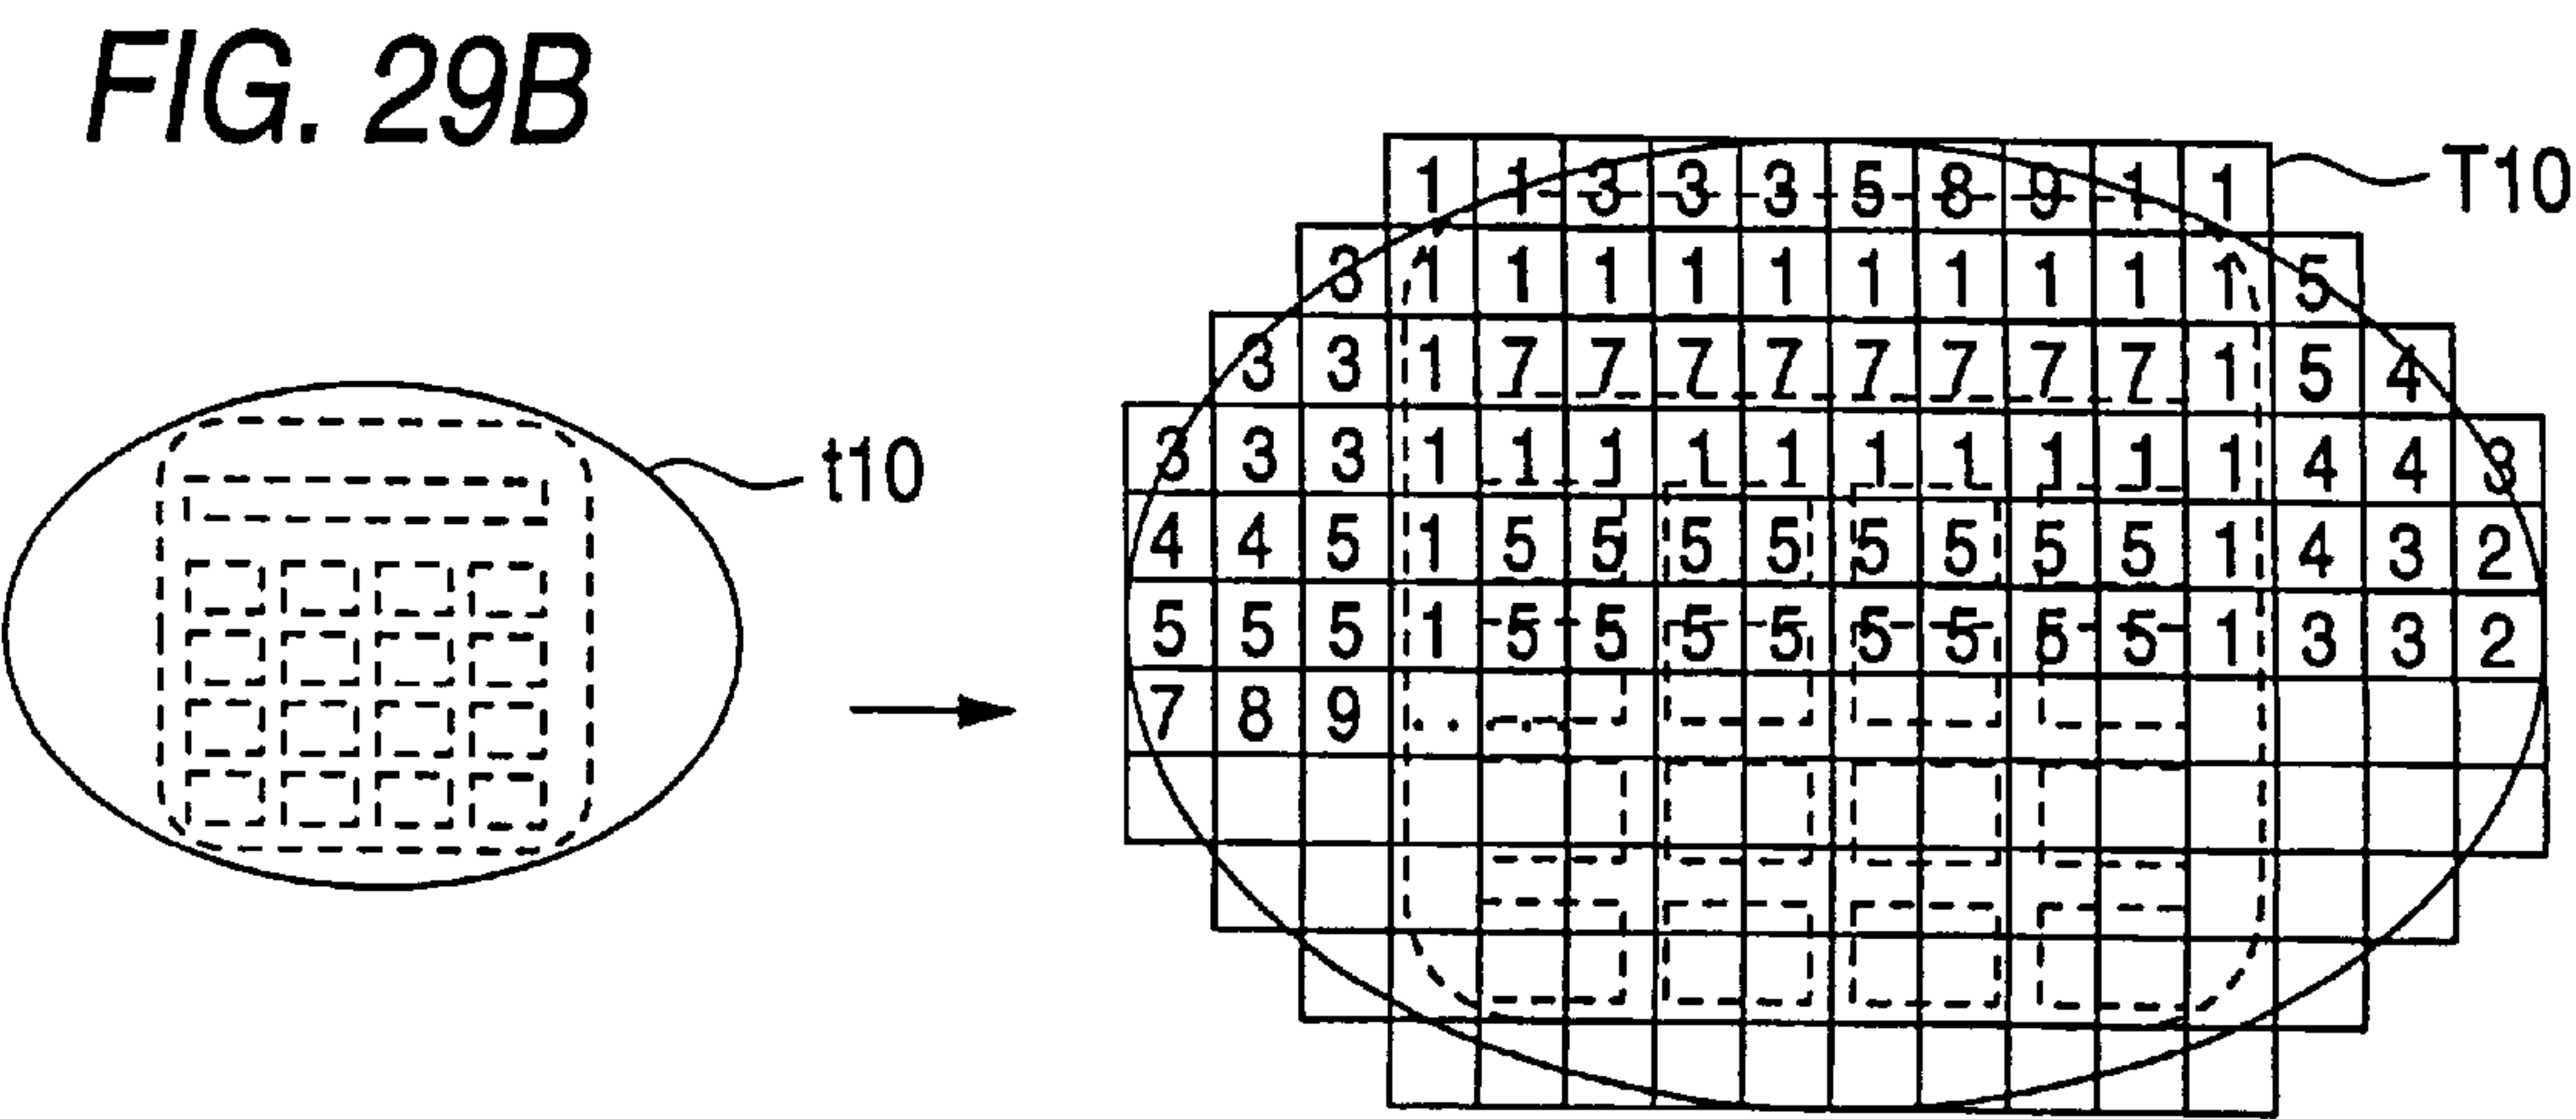 FIG. 29B
T10
t10
1 1 3 3 3 5 8 9 1 1
3 1 1 1 1 1 1 1 1 1 1 5
3 3 1 7 7 7 7 7 7 7 7 1 5 4
3 3 3 1 1 1 1 1 1 1 1 1 1 4 4 3
4 4 5 1 5 5 5 5 5 5 5 5 1 4 3 2
5 5 5 1 5 5 5 5 5 5 5 5 1 3 3 2
7 8 9 . . . .